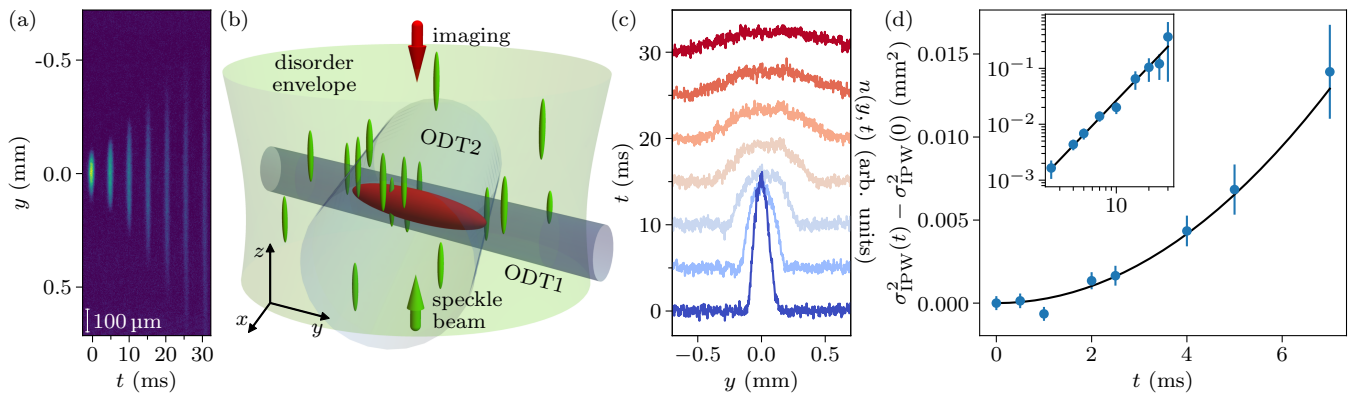 (a)
-0.5
0.0
0.5
y (mm)
100 μm
0 10 20 30
t (ms)
(b)
imaging
disorder
envelope
ODT2
ODT1
speckle
beam
z
x
y
(c)
30
20
10
0
t (ms)
n(y, t) (arb. units)
−0.5 0.0 0.5
y (mm)
(d)
0.015
0.010
0.005
0.000
σ²IPW(t) − σ²IPW(0) (mm²)
10⁻¹
10⁻²
10⁻³
10
0 2 4 6
t (ms)